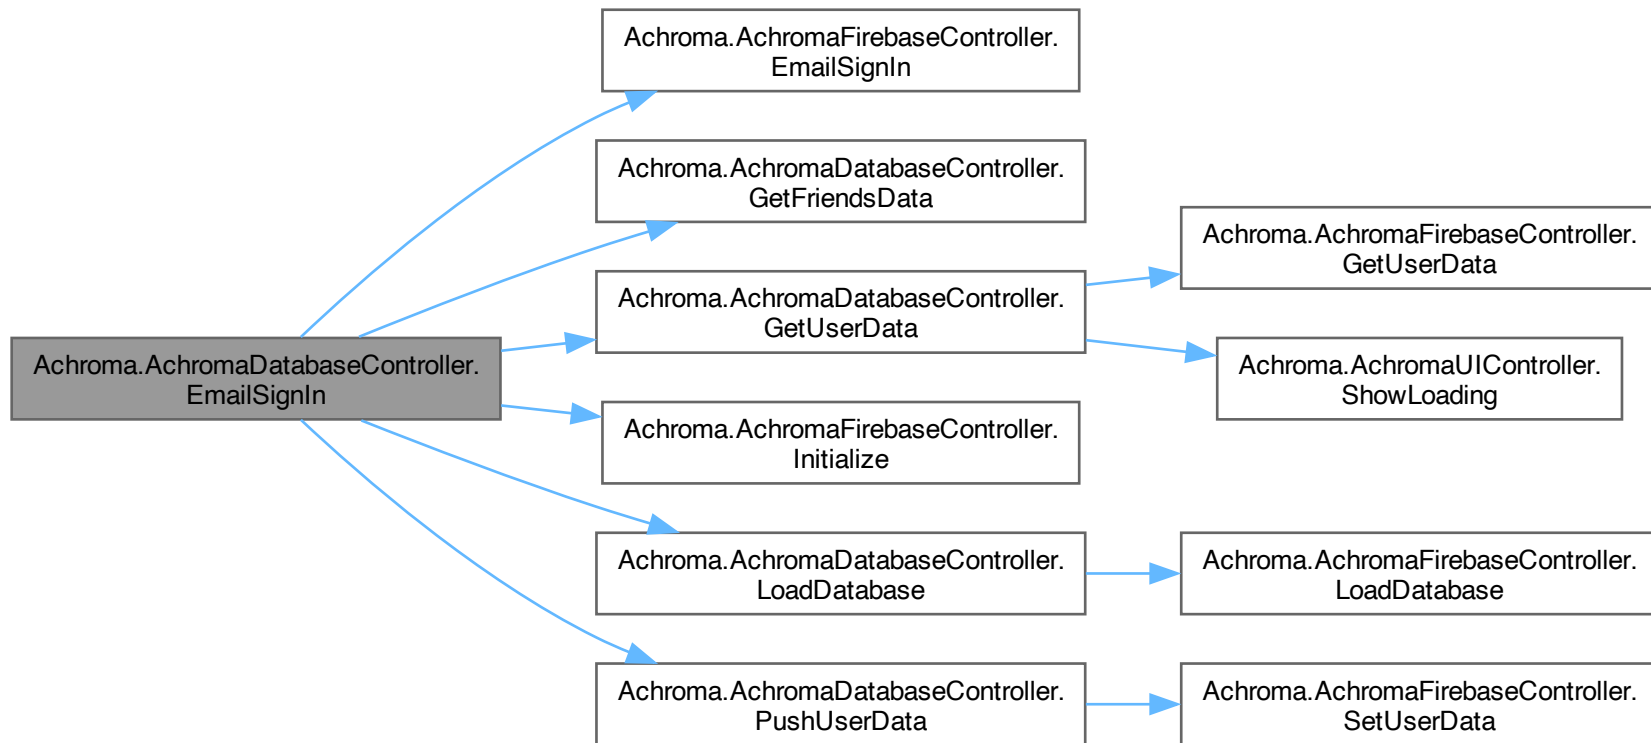 Achroma.AchromaFirebaseController.
EmailSignIn
Achroma.AchromaDatabaseController.
GetFriendsData
Achroma.AchromaFirebaseController.
GetUserData
Achroma.AchromaDatabaseController.
GetUserData
Achroma.AchromaDatabaseController.
EmailSignIn
Achroma.AchromaUIController.
ShowLoading
Achroma.AchromaFirebaseController.
Initialize
Achroma.AchromaDatabaseController.
LoadDatabase
Achroma.AchromaFirebaseController.
LoadDatabase
Achroma.AchromaDatabaseController.
PushUserData
Achroma.AchromaFirebaseController.
SetUserData